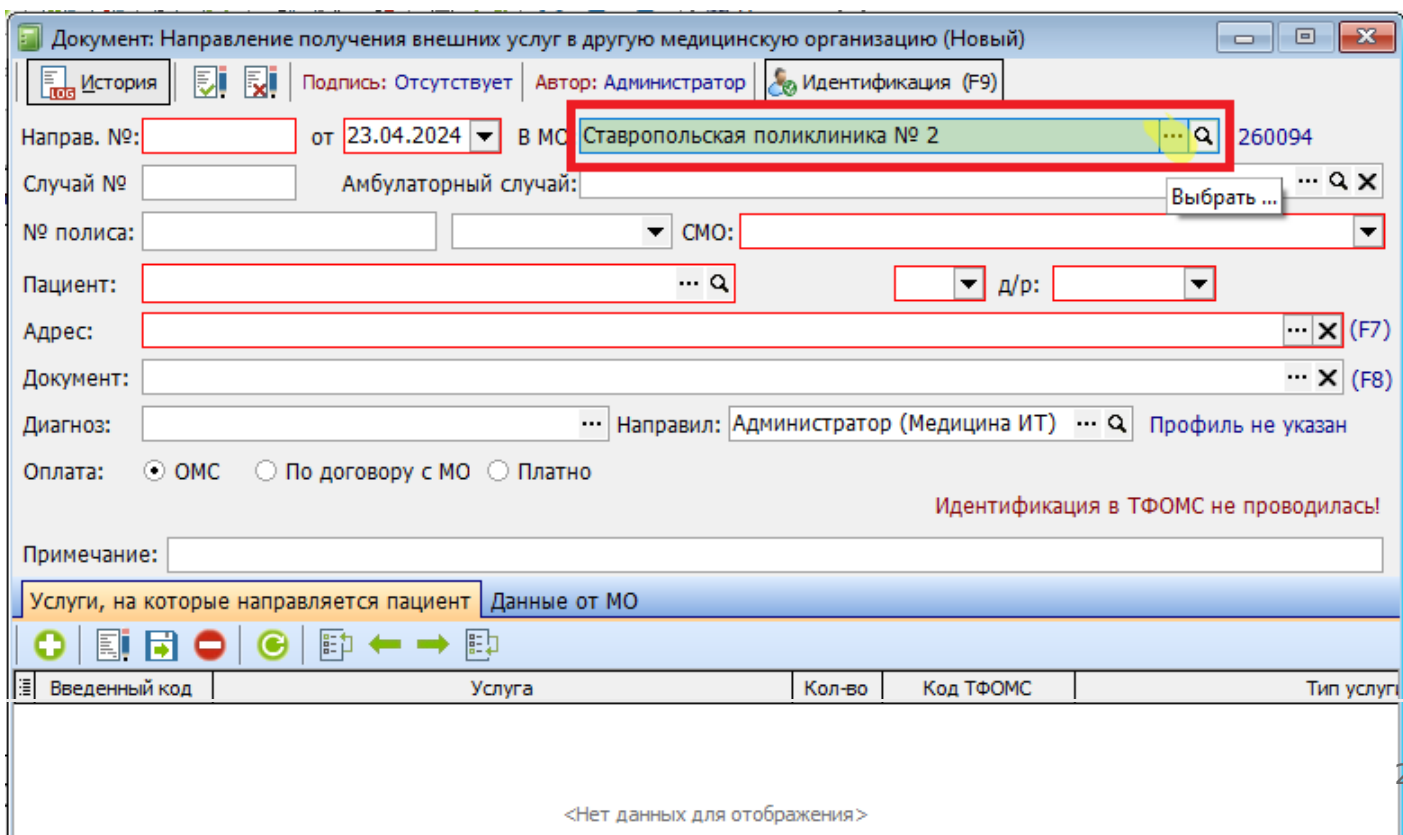 Документ: Направление получения внешних услуг в другую медицинскую организацию (Новый)
LOG История Подпись: Отсутствует Автор: Администратор Идентификация (F9)
Направ. №: от 23.04.2024 В МО Ставропольская поликлиника № 2 ... 260094
Случай № Амбулаторный случай: ...
Выбрать ...
№ полиса: СМО:
Пациент: ... д/р:
Адрес: ... (F7)
Документ: ... (F8)
Диагноз: ... Направил: Администратор (Медицина ИТ) ... Профиль не указан
Оплата: ОМС По договору с МО Платно
Идентификация в ТФОМС не проводилась!
Примечание:
Услуги, на которые направляется пациент Данные от МО
Введенный код Услуга Кол-во Код ТФОМС Тип услуги
<Нет данных для отображения>